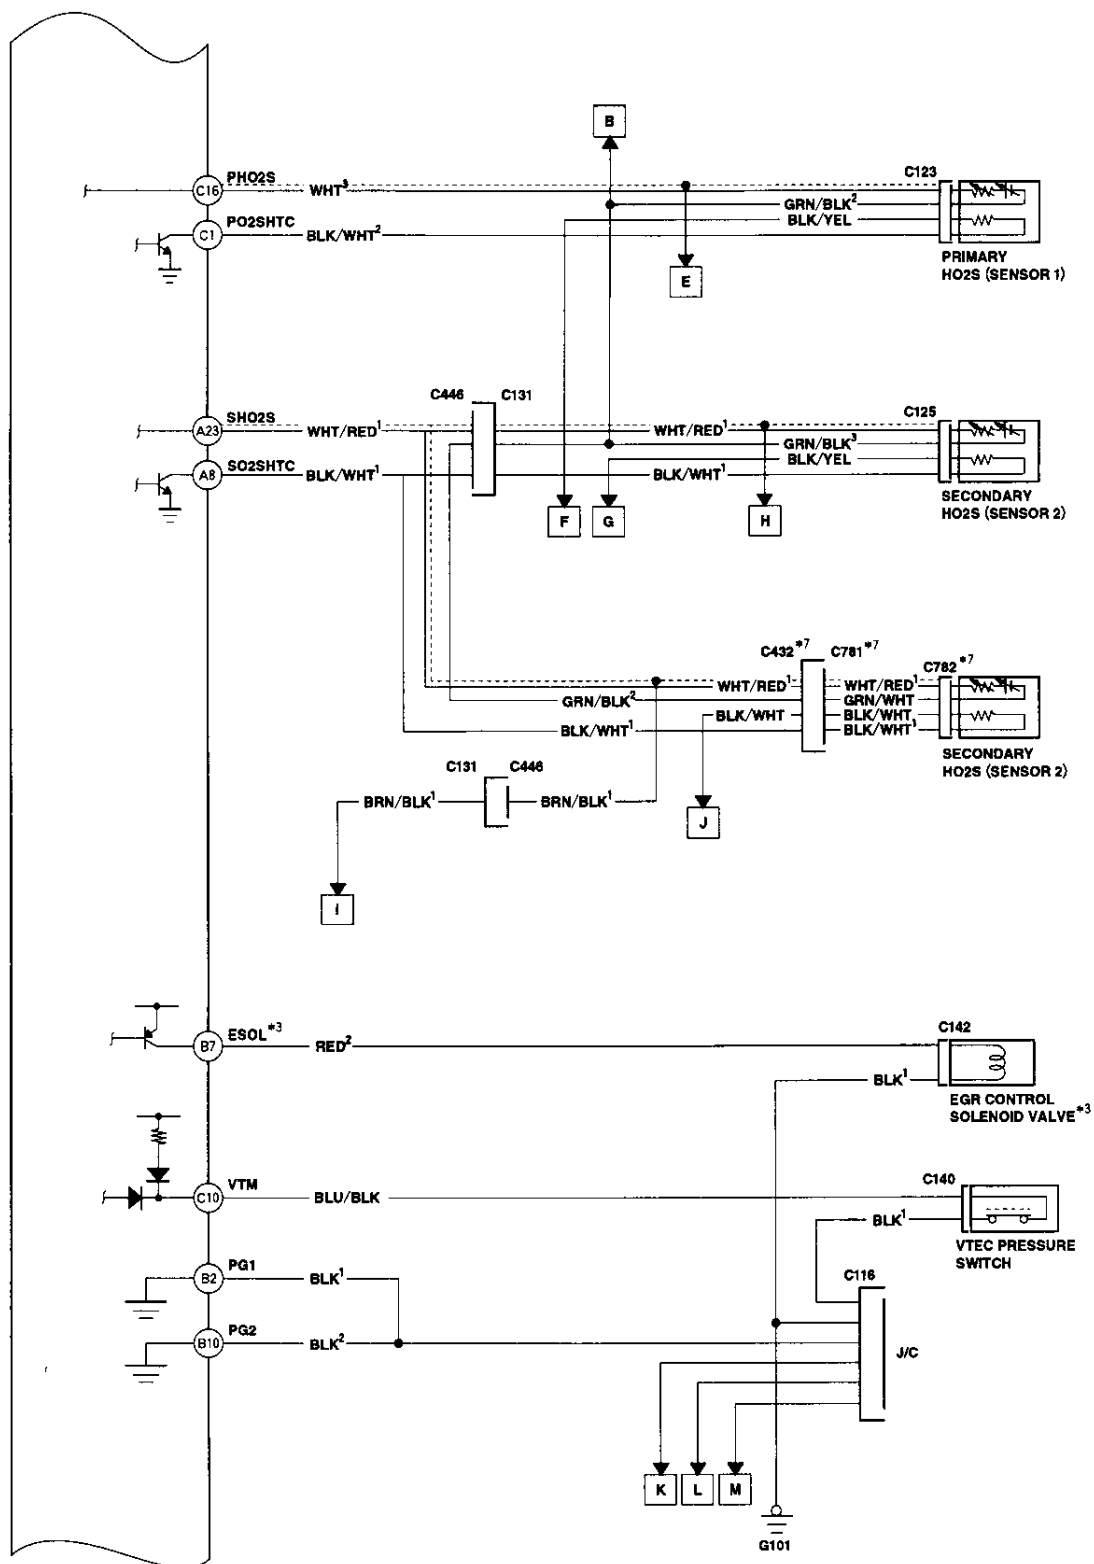 B
C123
PHO2S
C16
WHT³
GRN/BLK²
BLK/YEL
PO2SHTC
C1
BLK/WHT²
PRIMARY
HO2S (SENSOR 1)
E
C446
C131
C125
SHO2S
A23
WHT/RED¹
WHT/RED¹
GRN/BLK³
BLK/YEL
SO2SHTC
A8
BLK/WHT¹
BLK/WHT¹
SECONDARY
HO2S (SENSOR 2)
F
G
H
C432*7
C781*7
C782*7
WHT/RED¹
WHT/RED¹
GRN/BLK²
GRN/WHT
BLK/WHT
BLK/WHT
BLK/WHT¹
BLK/WHT¹
SECONDARY
HO2S (SENSOR 2)
C131
C446
BRN/BLK¹
BRN/BLK¹
J
I
C142
ESOL*3
B7
RED²
BLK¹
EGR CONTROL
SOLENOID VALVE*3
C140
VTM
C10
BLU/BLK
BLK¹
VTEC PRESSURE
SWITCH
PG1
B2
BLK¹
C116
PG2
B10
BLK²
J/C
K
L
M
G101